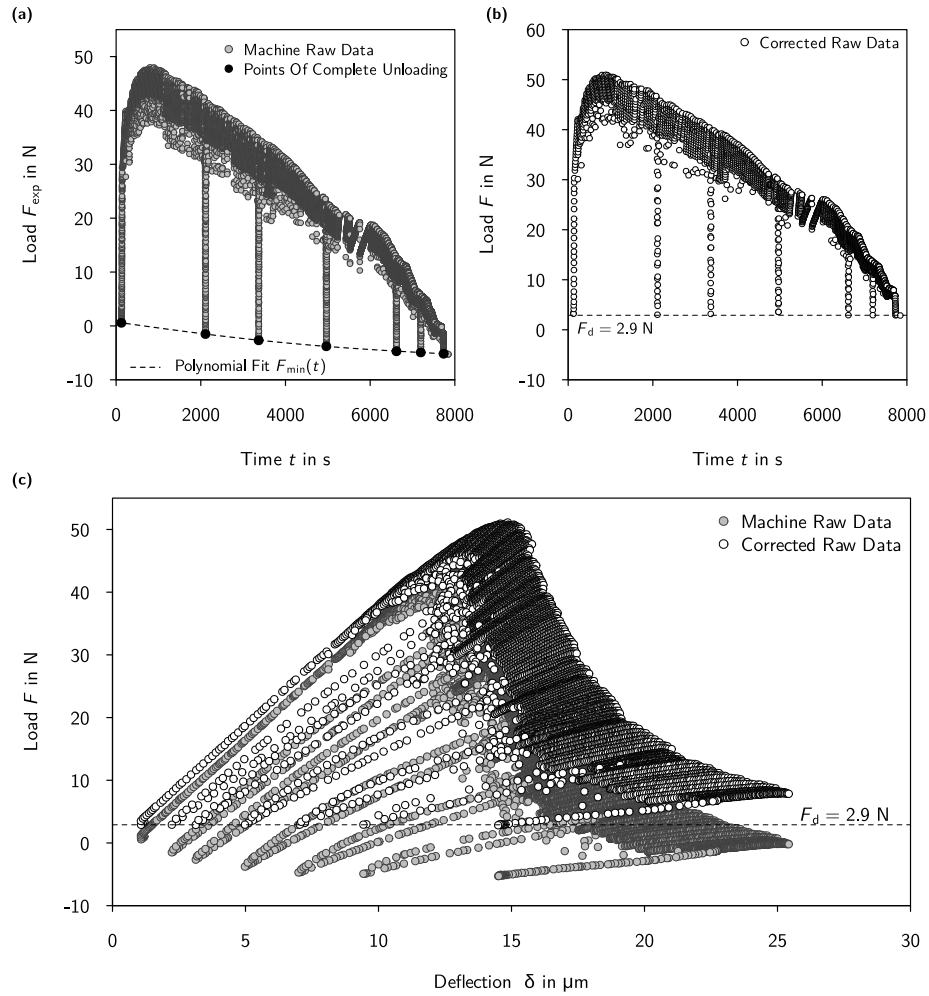 (a)
50
40
30
20
10
0
-10
Load F_exp in N
Machine Raw Data
Points Of Complete Unloading
Polynomial Fit F_min(t)
0 2000 4000 6000 8000
Time t in s
(b)
60
50
40
30
20
10
0
-10
Load F in N
Corrected Raw Data
F_d = 2.9 N
0 2000 4000 6000 8000
Time t in s
(c)
50
40
30
20
10
0
-10
Load F in N
Machine Raw Data
Corrected Raw Data
F_d = 2.9 N
0 5 10 15 20 25 30
Deflection δ in μm